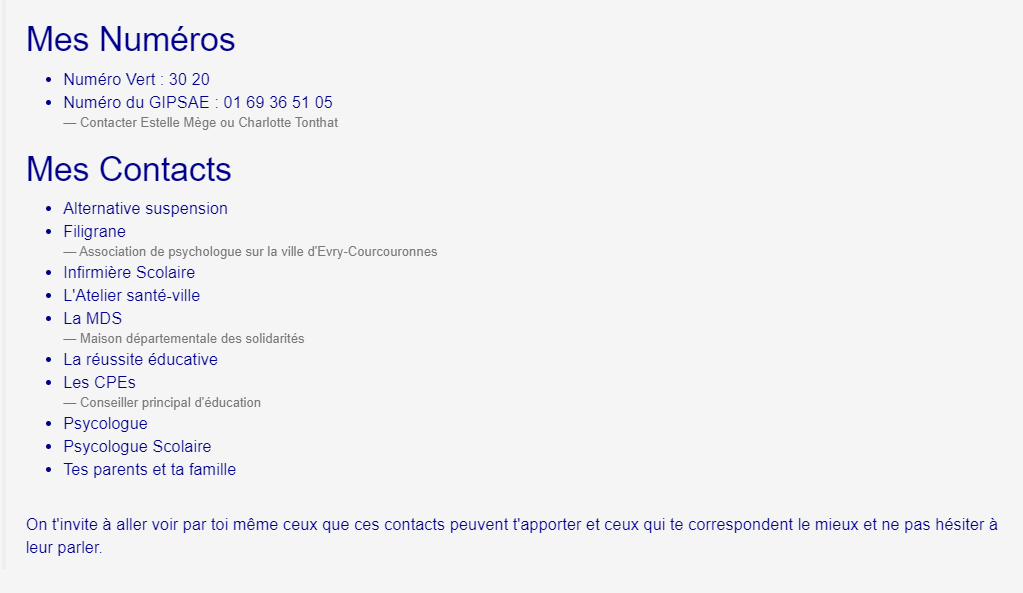 Mes Numéros
• Numéro Vert : 30 20
• Numéro du GIPSAE : 01 69 36 51 05
— Contacter Estelle Mège ou Charlotte Tonthat
Mes Contacts
• Alternative suspension
• Filigrane
— Association de psychologue sur la ville d'Evry-Courcouronnes
• Infirmière Scolaire
• L'Atelier santé-ville
• La MDS
— Maison départementale des solidarités
• La réussite éducative
• Les CPEs
— Conseiller principal d'éducation
• Psycologue
• Psycologue Scolaire
• Tes parents et ta famille
On t'invite à aller voir par toi même ceux que ces contacts peuvent t'apporter et ceux qui te correspondent le mieux et ne pas hésiter à
leur parler.